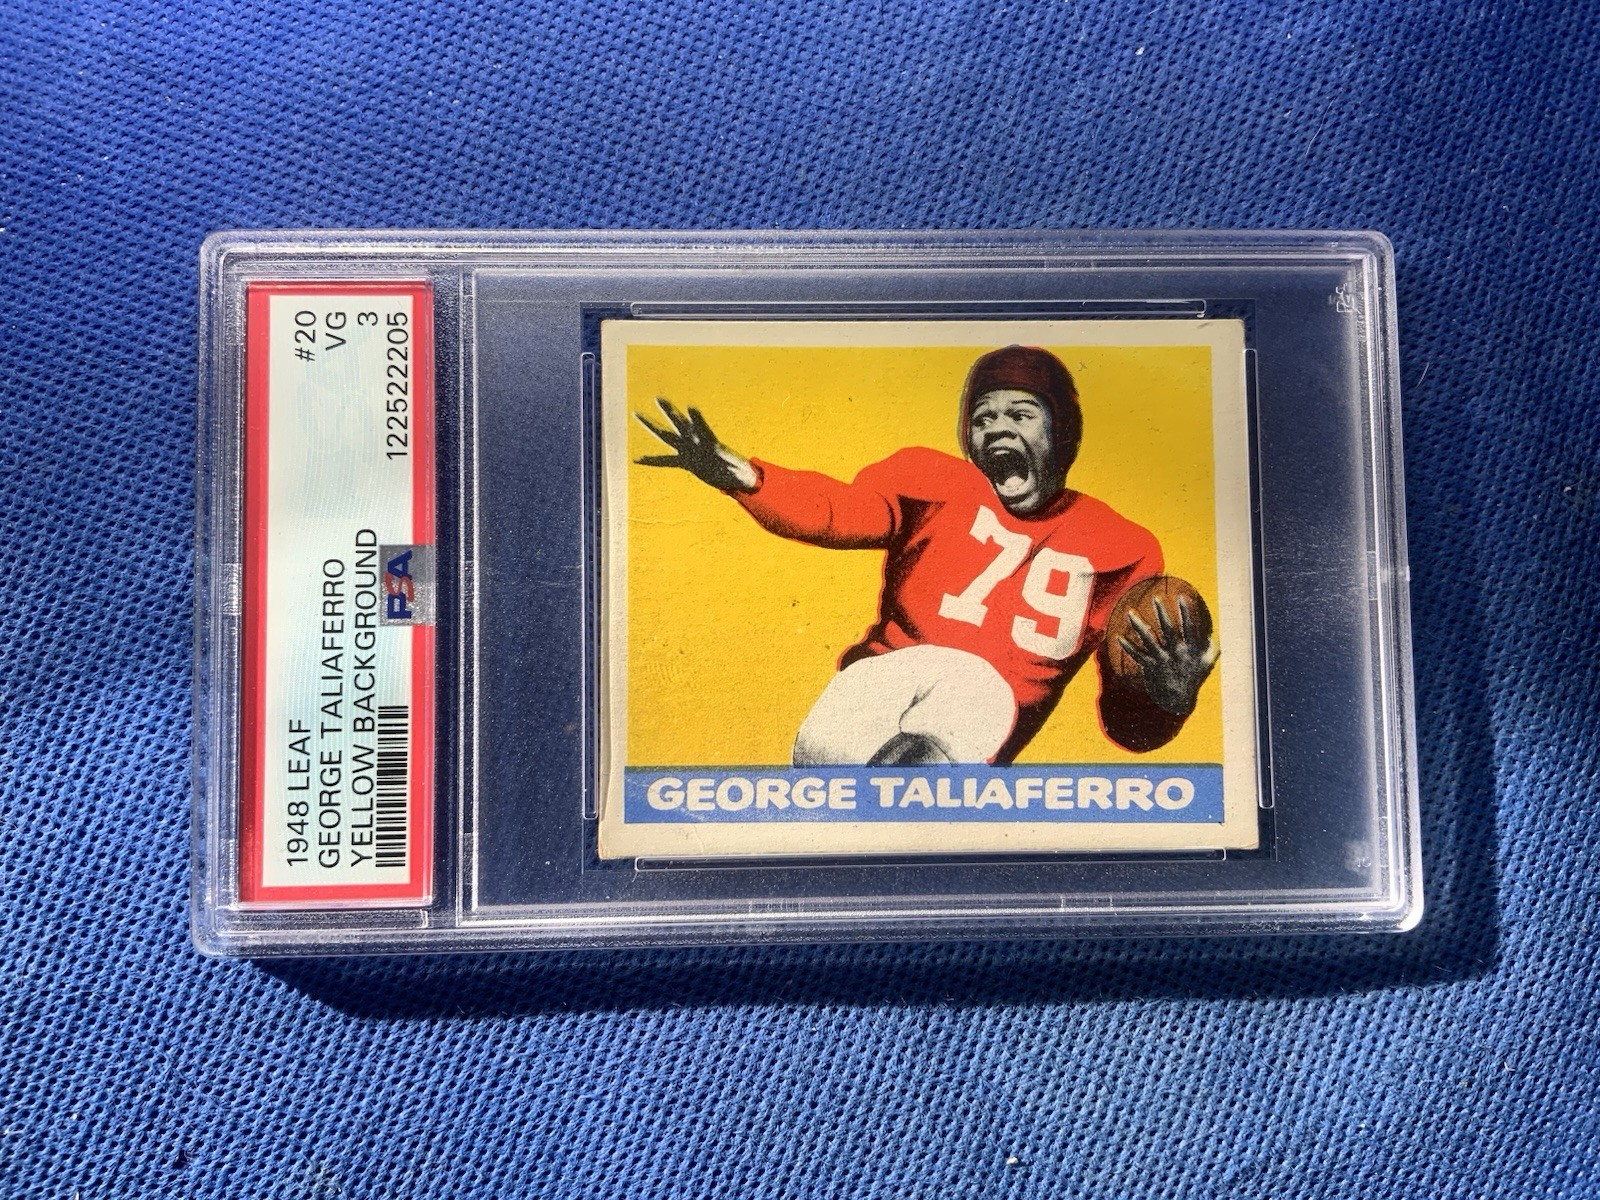 1948 LEAF #20
GEORGE TALIAFERRO VG
YELLOW BACKGROUND 3
PSA 122522205
79
GEORGE TALIAFERRO